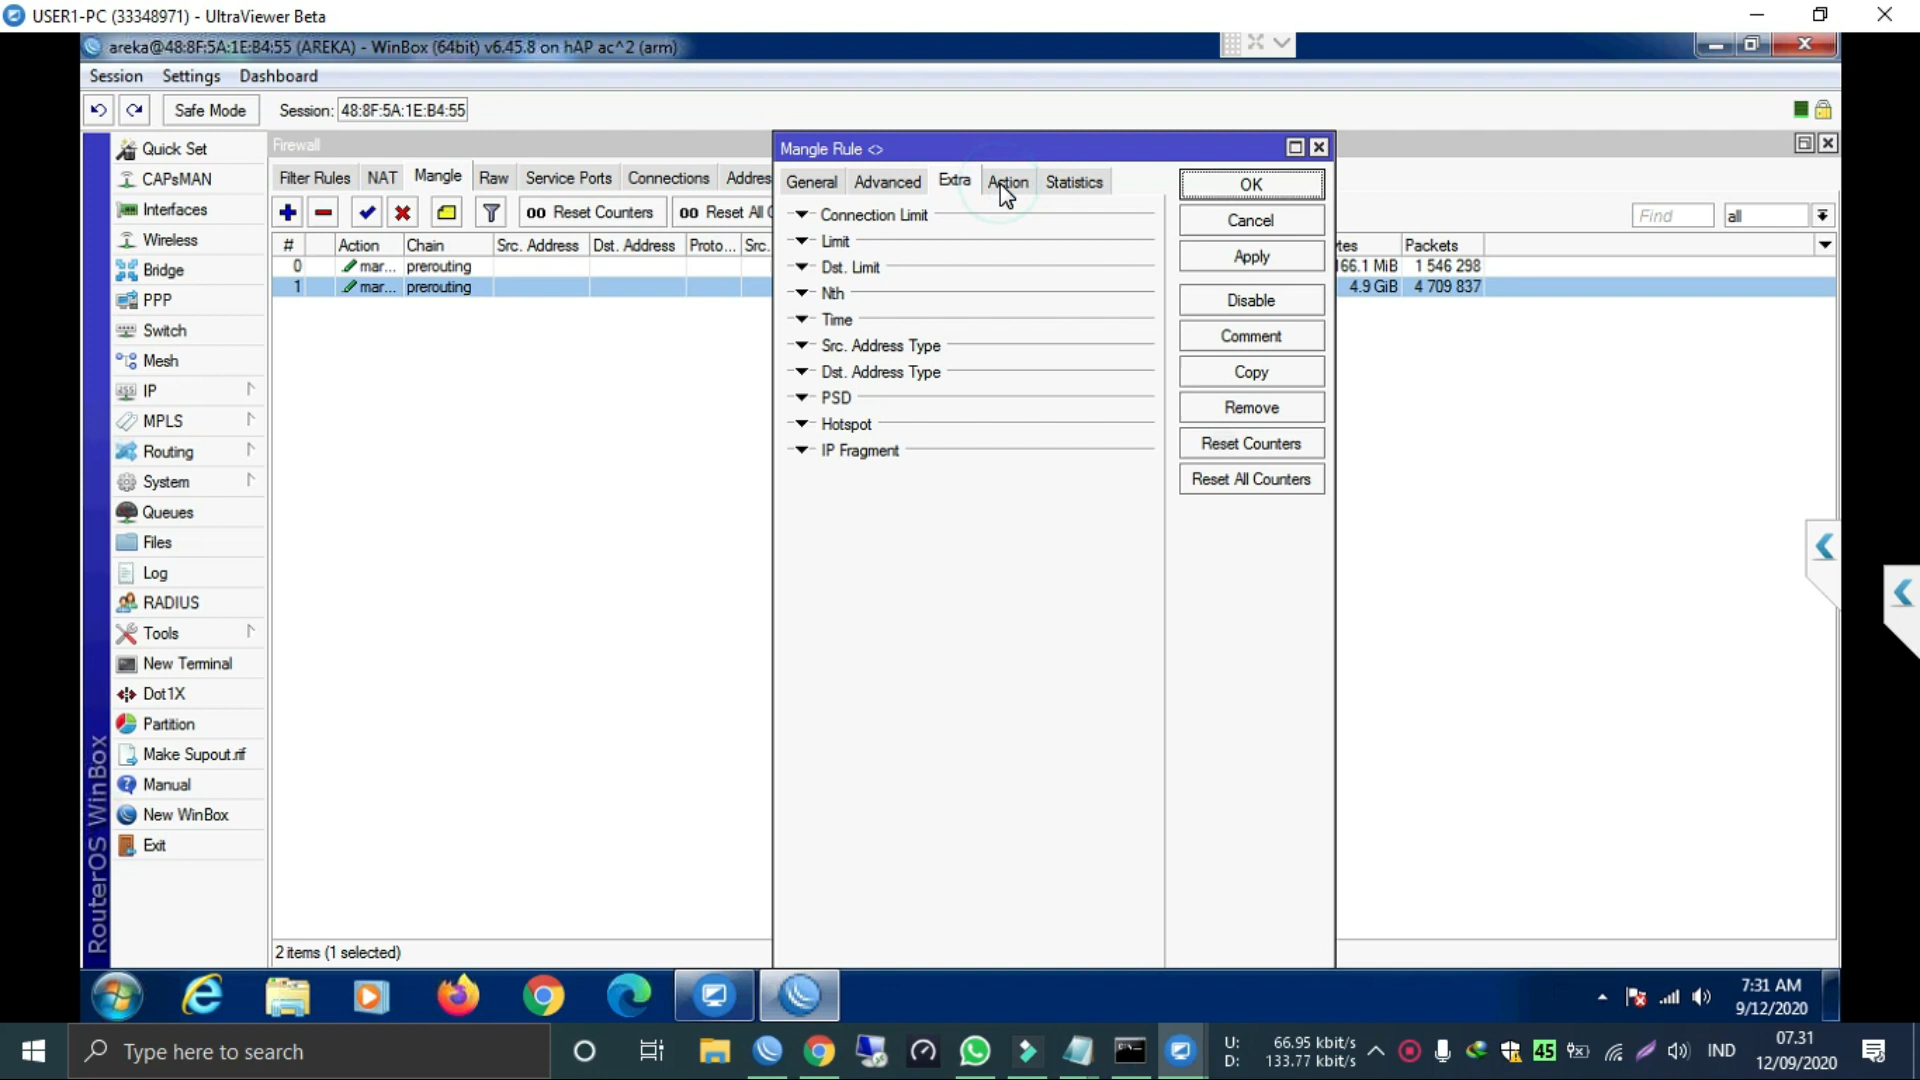 USER1-PC (33348971) - UltraViewer Beta
areka@48:8F:5A:1E:B4:55 (AREKA) - WinBox (64bit) v6.45.8 on hAP ac^2 (arm)
Session Settings Dashboard
Safe Mode Session: 48:8F:5A:1E:B4:55
Quick Set
CAPsMAN
Interfaces
Wireless
Bridge
PPP
Switch
Mesh
IP
MPLS
Routing
System
Queues
Files
Log
RADIUS
Tools
New Terminal
Dot1X
Partition
Make Supout.rif
Manual
New WinBox
Exit
RouterOS WinBox
Firewall
Filter Rules NAT Mangle Raw Service Ports Connections Addres
00 Reset Counters 00 Reset All C
Find all
# Action Chain Src. Address Dst. Address Proto... Src. tes Packets
0 mar... prerouting 166.1 MiB 1 546 298
1 mar... prerouting 4.9 GiB 4 709 837
2 items (1 selected)
Mangle Rule <>
General Advanced Extra Action Statistics
Connection Limit
Limit
Dst. Limit
Nth
Time
Src. Address Type
Dst. Address Type
PSD
Hotspot
IP Fragment
OK
Cancel
Apply
Disable
Comment
Copy
Remove
Reset Counters
Reset All Counters
7:31 AM
9/12/2020
Type here to search
U: 66.95 kbit/s
D: 133.77 kbit/s
45
IND
07.31
12/09/2020